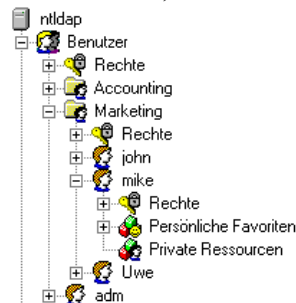 ntldap
Benutzer
Rechte
Accounting
Marketing
Rechte
john
mike
Rechte
Persönliche Favoriten
Private Ressourcen
Uwe
adm